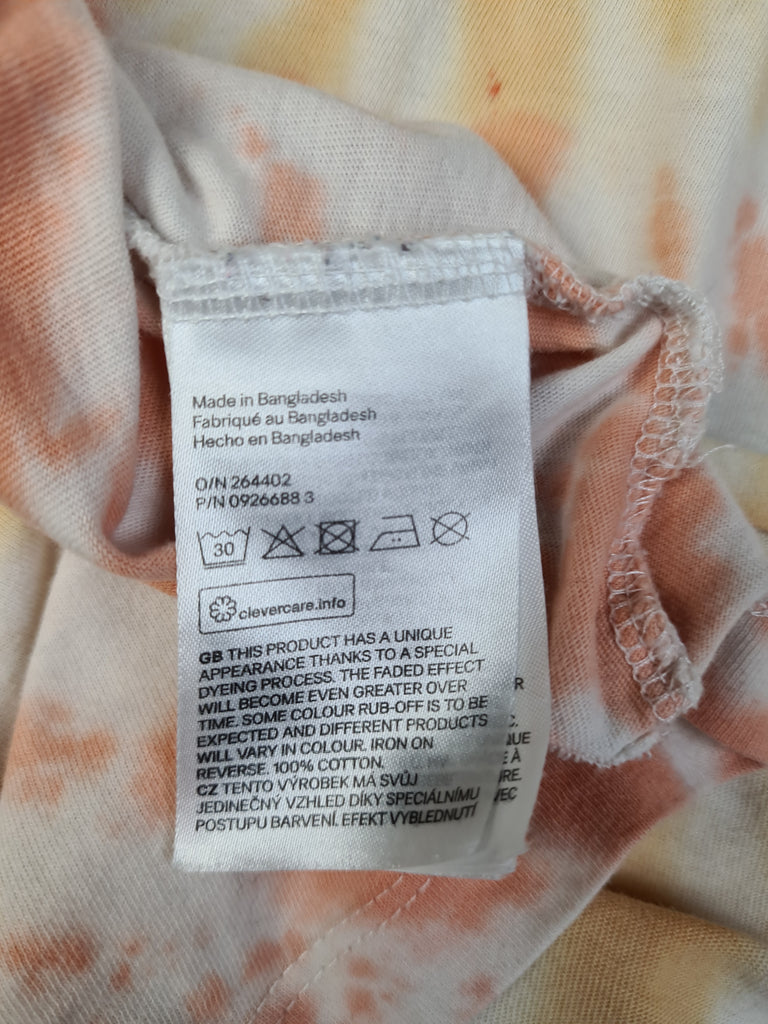 Made in Bangladesh
Fabriqué au Bangladesh
Hecho en Bangladesh
O/N 264402
P/N 0926688 3
30
clevercare.info
GB THIS PRODUCT HAS A UNIQUE
APPEARANCE THANKS TO A SPECIAL
DYEING PROCESS. THE FADED EFFECT
WILL BECOME EVEN GREATER OVER
TIME. SOME COLOUR RUB-OFF IS TO BE
EXPECTED AND DIFFERENT PRODUCTS
WILL VARY IN COLOUR. IRON ON
REVERSE. 100% COTTON.
CZ TENTO VÝROBEK MÁ SVŮJ
JEDINEČNÝ VZHLED DÍKY SPECIÁLNÍMU
POSTUPU BARVENÍ. EFEKT VYBLEDNUTÍ